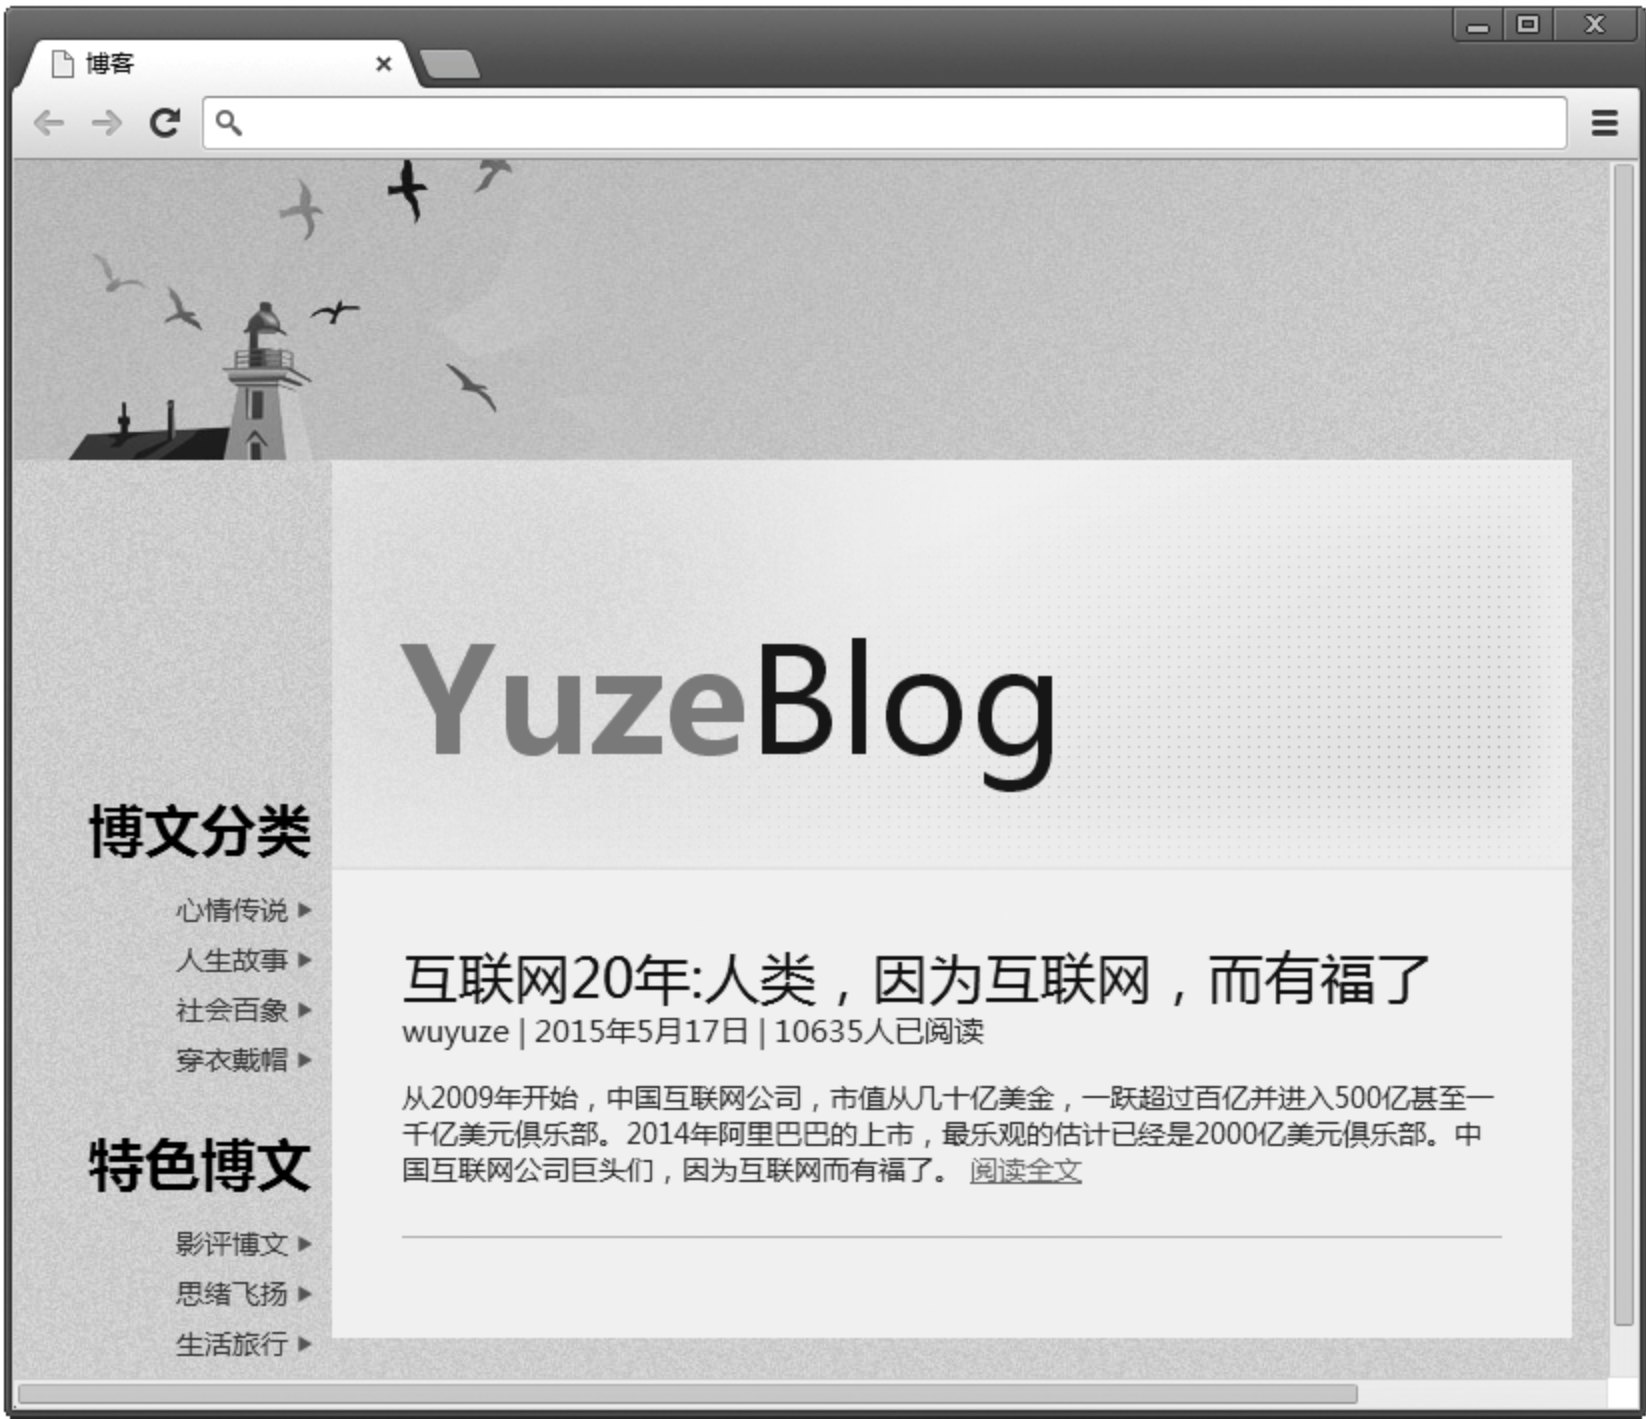 博客
YuzeBlog
博文分类
心情传说
人生故事
社会百象
穿衣戴帽
特色博文
影评博文
思绪飞扬
生活旅行
互联网20年:人类，因为互联网，而有福了
wuyuze | 2015年5月17日 | 10635人已阅读
从2009年开始，中国互联网公司，市值从几十亿美金，一跃超过百亿并进入500亿甚至一
千亿美元俱乐部。2014年阿里巴巴的上市，最乐观的估计已经是2000亿美元俱乐部。中
国互联网公司巨头们，因为互联网而有福了。 阅读全文